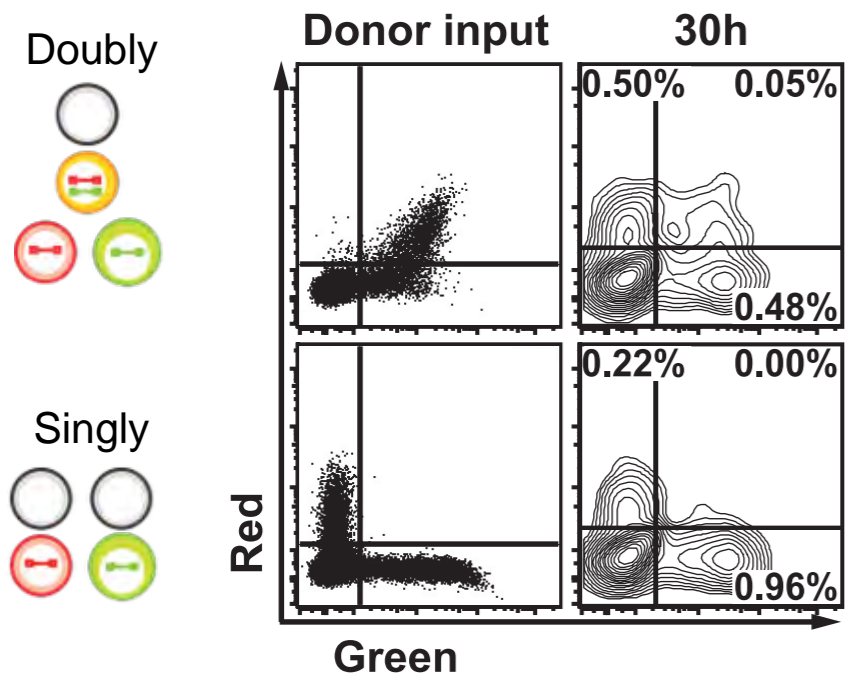 Doubly
Donor input
30h
0.50% 0.05%
0.48%
Singly
0.22% 0.00%
0.96%
Red
Green